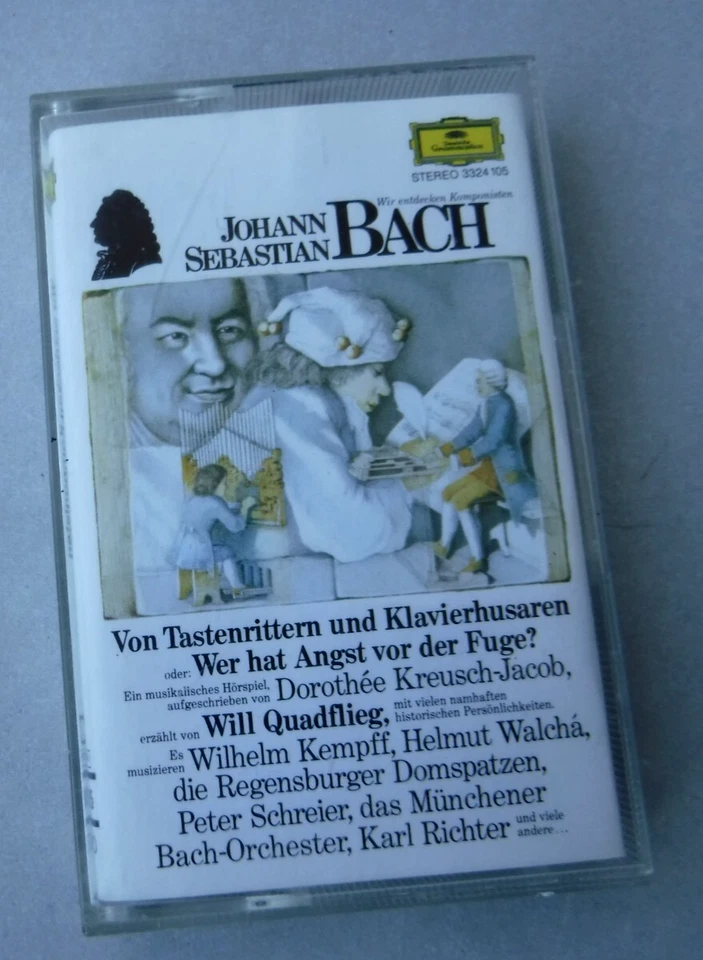 Deutsche
Grammophon
STEREO 3324 105
Wir entdecken Komponisten
JOHANN
SEBASTIAN BACH
Von Tastenrittern und Klavierhusaren
oder: Wer hat Angst vor der Fuge?
Ein musikalisches Hörspiel,
aufgeschrieben von Dorothée Kreusch-Jacob,
erzählt von Will Quadflieg, mit vielen namhaften
historischen Persönlichkeiten.
Es
musizieren Wilhelm Kempff, Helmut Walchá,
die Regensburger Domspatzen,
Peter Schreier, das Münchener
Bach-Orchester, Karl Richter und viele
andere...